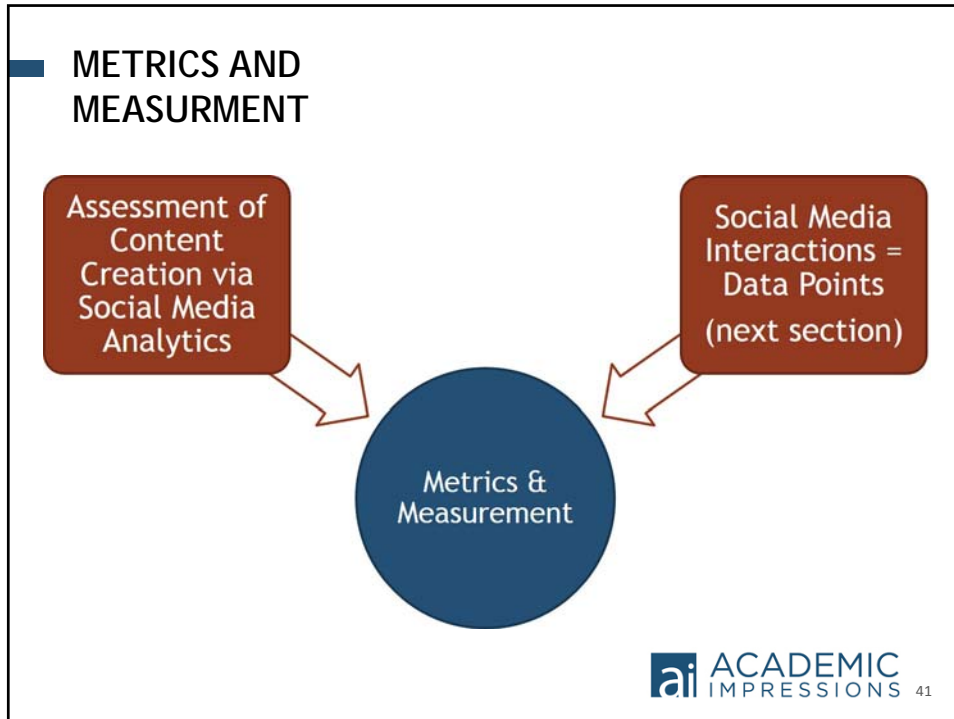 METRICS AND
MEASURMENT
Assessment of
Content
Creation via
Social Media
Analytics
Social Media
Interactions =
Data Points
(next section)
Metrics &
Measurement
ai ACADEMIC
IMPRESSIONS
41